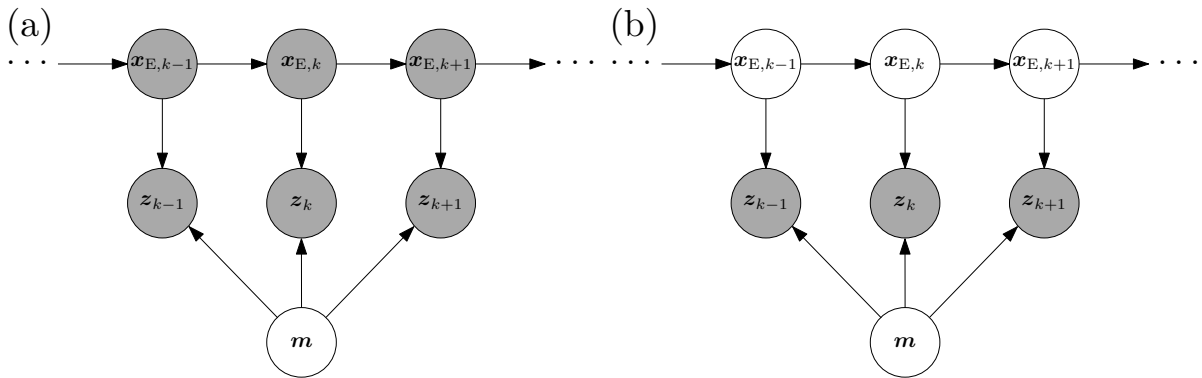 (a) (b)
··· x_{E,k−1} x_{E,k} x_{E,k+1} ··· ··· x_{E,k−1} x_{E,k} x_{E,k+1} ···
z_{k−1} z_k z_{k+1} z_{k−1} z_k z_{k+1}
m m